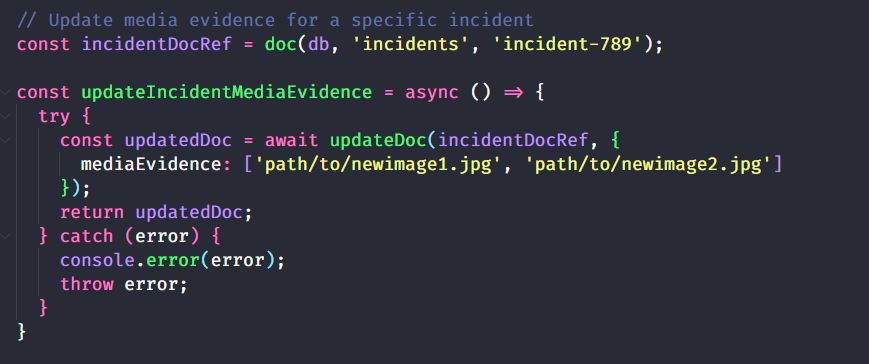 // Update media evidence for a specific incident
const incidentDocRef = doc(db, 'incidents', 'incident-789');
const updateIncidentMediaEvidence = async () => {
try {
const updatedDoc = await updateDoc(incidentDocRef, {
mediaEvidence: ['path/to/newimage1.jpg', 'path/to/newimage2.jpg']
});
return updatedDoc;
} catch (error) {
console.error(error);
throw error;
}
}